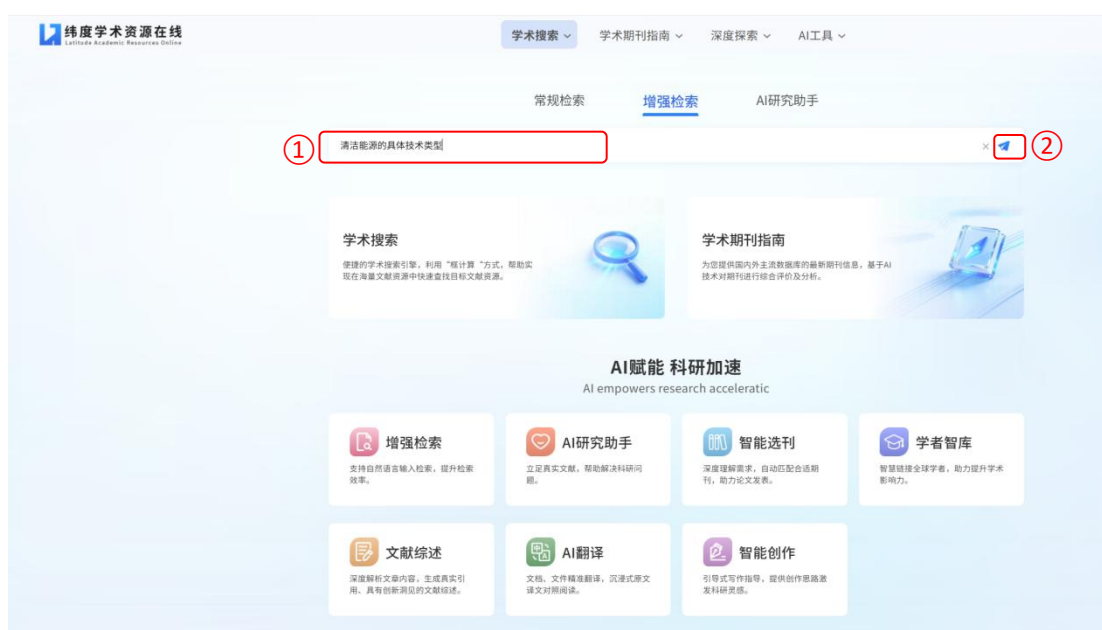 纬度学术资源在线
Latitude Academic Resources Online
学术搜索
学术期刊指南
深度探索
AI工具
常规检索
增强检索
AI研究助手
①
清洁能源的具体技术类型
×
②
学术搜索
便捷的学术搜索引擎，利用“核计算“方式，帮助实
现在海量文献资源中快速查找目标文献资源。
学术期刊指南
为您提供国内外主流数据库的最新期刊信息，基于AI
技术对期刊进行综合评价及分析。
AI赋能 科研加速
AI empowers research acceleratic
增强检索
支持自然语言输入检索，提升检索
效率。
AI研究助手
立足真实文献，帮助解决科研问
题。
智能选刊
深度理解需求，自动匹配合适期
刊，助力论文发表。
学者智库
智慧链接全球学者，助力提升学术
影响力。
文献综述
深度解析文章内容，生成真实引
用、具有创新洞见的文献综述。
AI翻译
文档、文件精准翻译，沉浸式原文
译文对照阅读。
智能创作
引导式写作指导，提供创作思路激
发科研灵感。